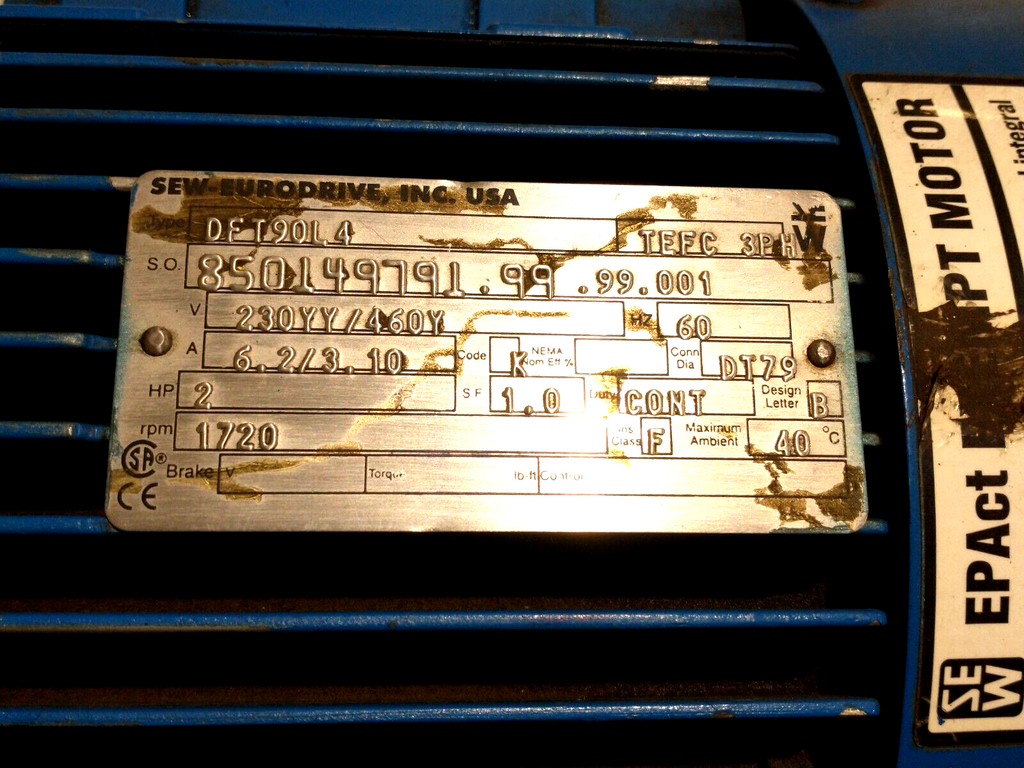 SEW-EURODRIVE, INC. USA
DFT90L4 TEFC 3PH
S.O. 850149791.99 .99.001
V 230YY/460Y Hz 60
A 6.2/3.10 Code K NEMA Nom Eff % Conn Dia DT79
HP 2 S F 1.0 Duty CONT Design Letter B
rpm 1720 Ins Class F Maximum Ambient 40 °C
Brake V Torque lb-ft Control
SA ®
CE
SEW
EPAct PT MOTOR
integral